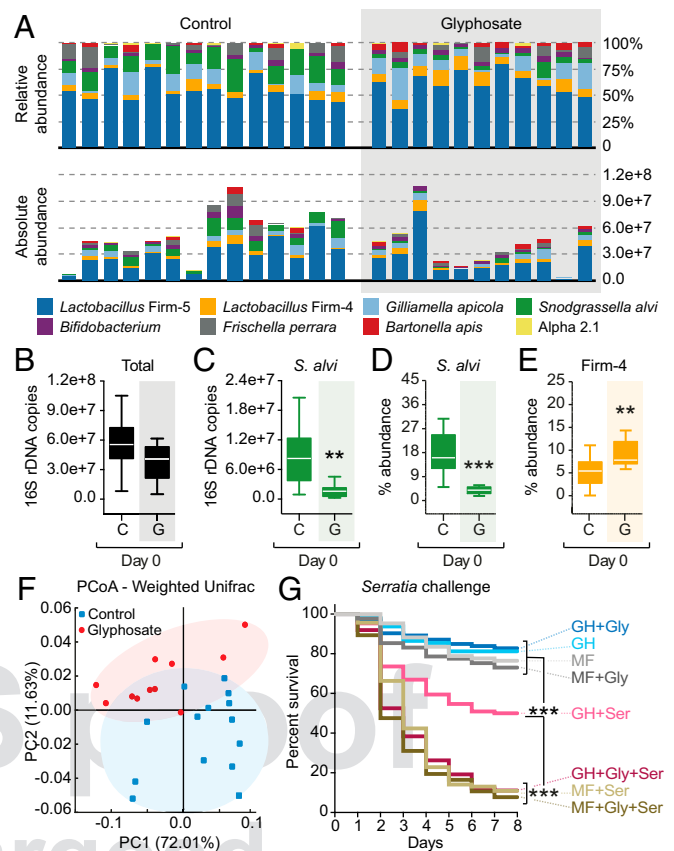 A
Control
Glyphosate
Relative abundance
100%
75%
50%
25%
0
Absolute abundance
1.2e+8
9.0e+7
6.0e+7
3.0e+7
0.0
Lactobacillus Firm-5
Lactobacillus Firm-4
Gilliamella apicola
Snodgrassella alvi
Bifidobacterium
Frischella perrara
Bartonella apis
Alpha 2.1
B
Total
16S rDNA copies
1.2e+8
9.0e+7
6.0e+7
3.0e+7
0.0
C G
Day 0
C
S. alvi
16S rDNA copies
2.4e+7
1.8e+7
1.2e+7
6.0e+6
0.0
**
C G
Day 0
D
S. alvi
% abundance
45
36
27
18
9
0
***
C G
Day 0
E
Firm-4
% abundance
25
20
15
10
5
0
**
C G
Day 0
F
PCoA - Weighted Unifrac
Control
Glyphosate
PC2 (11.63%)
0.06
0.04
0.02
0.00
-0.02
-0.04
-0.06
-0.1 0.0 0.1
PC1 (72.01%)
G
Serratia challenge
Percent survival
100
80
60
40
20
0
0 1 2 3 4 5 6 7 8
Days
GH+Gly
GH
MF
MF+Gly
***
GH+Ser
***
GH+Gly+Ser
MF+Ser
MF+Gly+Ser